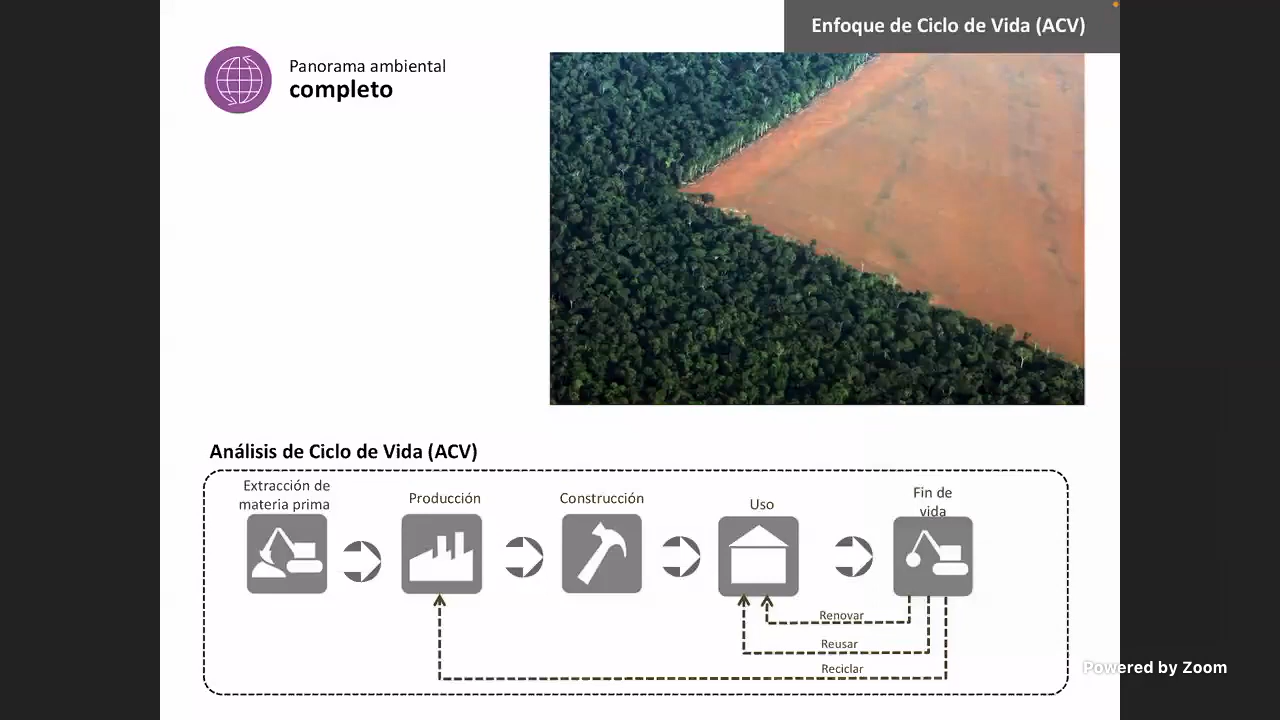 Enfoque de Ciclo de Vida (ACV)
Panorama ambiental
completo
Análisis de Ciclo de Vida (ACV)
Extracción de
materia prima
Producción
Construcción
Uso
Fin de
vida
Renovar
Reusar
Reciclar
Powered by Zoom